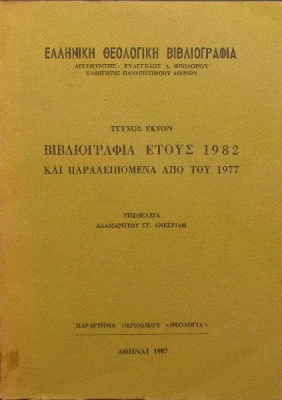 ΕΛΛΗΝΙΚΗ ΘΕΟΛΟΓΙΚΗ ΒΙΒΛΙΟΓΡΑΦΙΑ
ΔΙΕΥΘΥΝΤΗΣ: ΕΥΑΓΓΕΛΟΣ Δ. ΘΕΟΔΩΡΟΥ
ΚΑΘΗΓΗΤΗΣ ΠΑΝΕΠΙΣΤΗΜΙΟΥ ΑΘΗΝΩΝ
ΤΕΥΧΟΣ ΕΚΤΟΝ
ΒΙΒΛΙΟΓΡΑΦΙΑ ΕΤΟΥΣ 1982
ΚΑΙ ΠΑΡΑΛΕΙΠΟΜΕΝΑ ΑΠΟ ΤΟΥ 1977
ΕΠΙΜΕΛΕΙΑ
ΑΔΑΜΑΝΤΙΟΥ ΣΤ. ΑΝΕΣΤΙΔΗ
ΠΑΡΑΡΤΗΜΑ ΠΕΡΙΟΔΙΚΟΥ «ΘΕΟΛΟΓΙΑ»
ΑΘΗΝΑΙ 1987